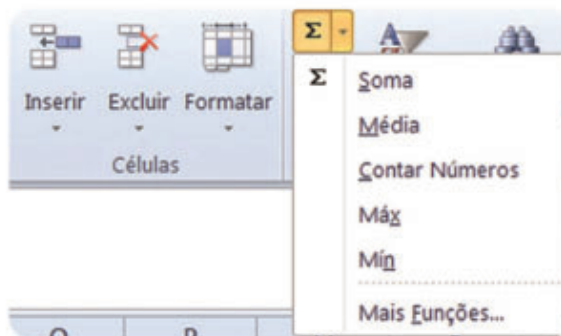 Inserir Excluir Formatar
Células
Σ
Σ Soma
Média
Contar Números
Máx
Mín
Mais Funções...